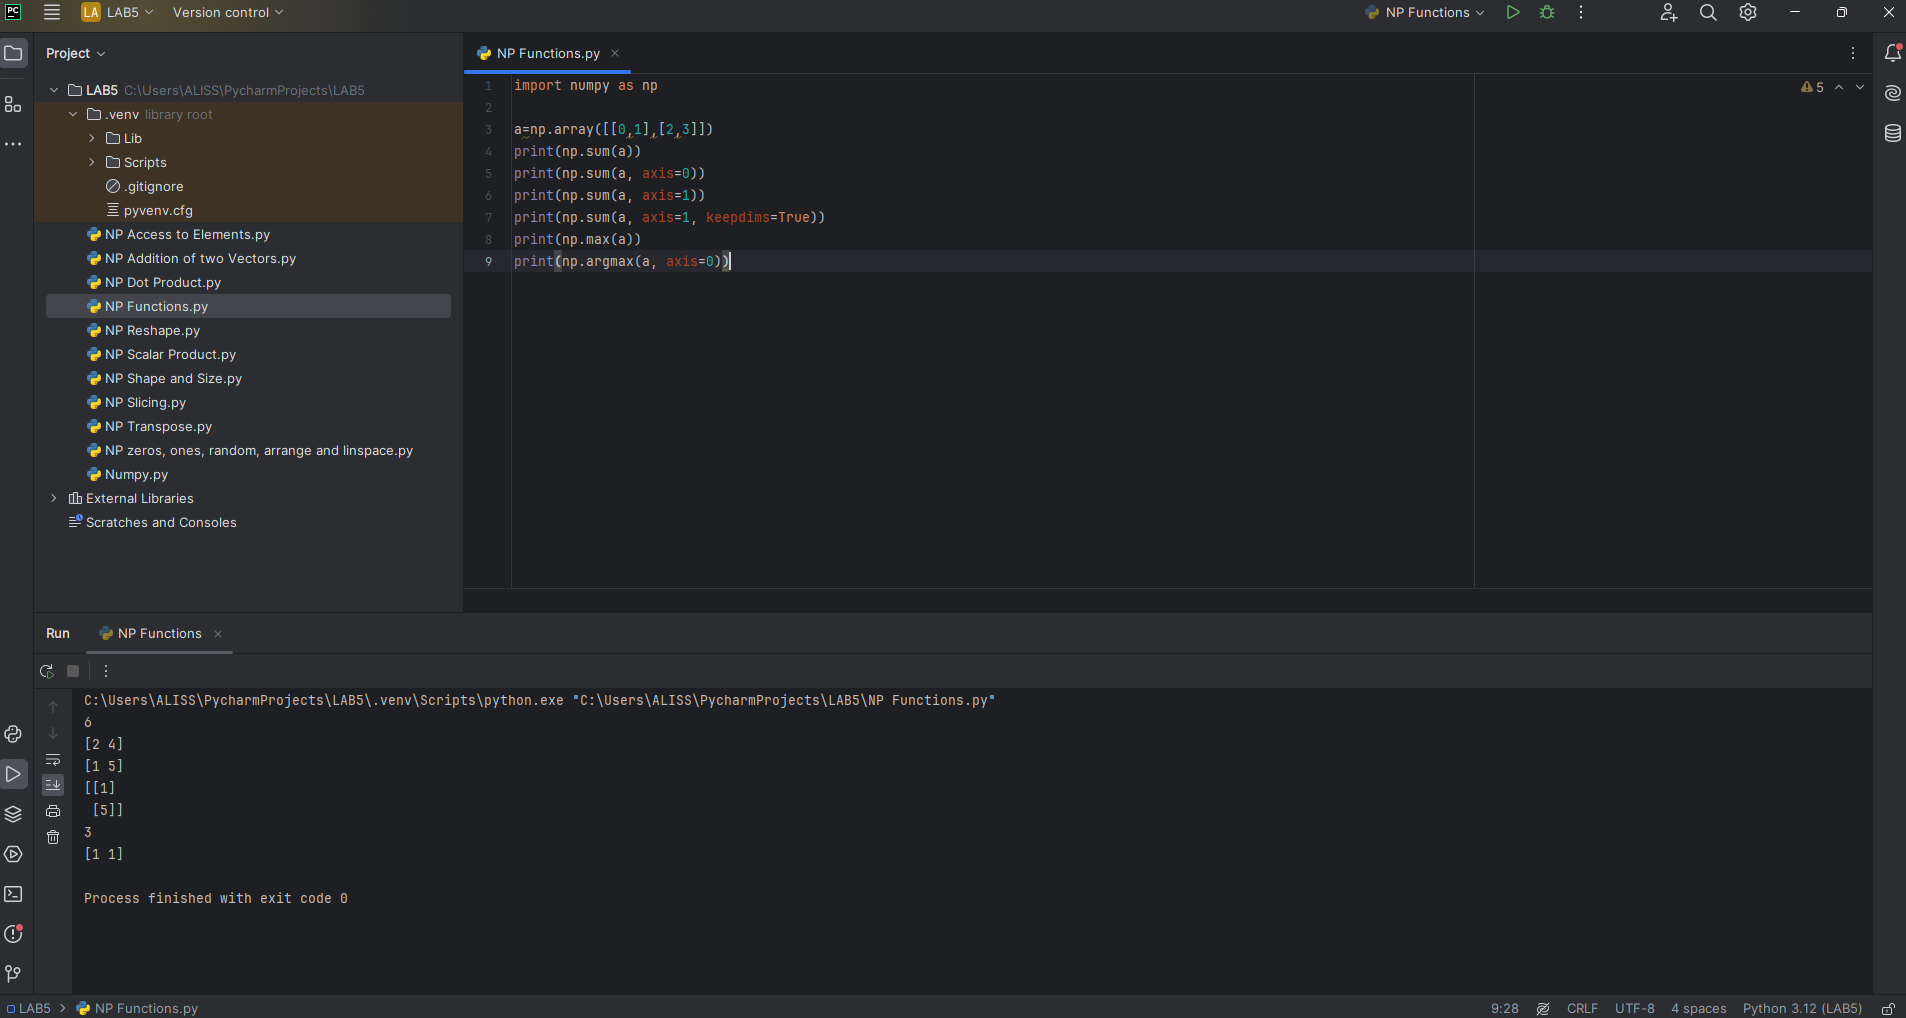 PC LA LAB5 Version control NP Functions
Project
NP Functions.py
LAB5 C:\Users\ALISS\PycharmProjects\LAB5
.venv library root
Lib
Scripts
.gitignore
pyvenv.cfg
NP Access to Elements.py
NP Addition of two Vectors.py
NP Dot Product.py
NP Functions.py
NP Reshape.py
NP Scalar Product.py
NP Shape and Size.py
NP Slicing.py
NP Transpose.py
NP zeros, ones, random, arrange and linspace.py
Numpy.py
External Libraries
Scratches and Consoles
5
1 import numpy as np
2
3 a=np.array([[0,1],[2,3]])
4 print(np.sum(a))
5 print(np.sum(a, axis=0))
6 print(np.sum(a, axis=1))
7 print(np.sum(a, axis=1, keepdims=True))
8 print(np.max(a))
9 print(np.argmax(a, axis=0))
Run NP Functions
C:\Users\ALISS\PycharmProjects\LAB5\.venv\Scripts\python.exe "C:\Users\ALISS\PycharmProjects\LAB5\NP Functions.py"
6
[2 4]
[1 5]
[[1]
 [5]]
3
[1 1]
Process finished with exit code 0
LAB5 NP Functions.py 9:28 CRLF UTF-8 4 spaces Python 3.12 (LAB5)